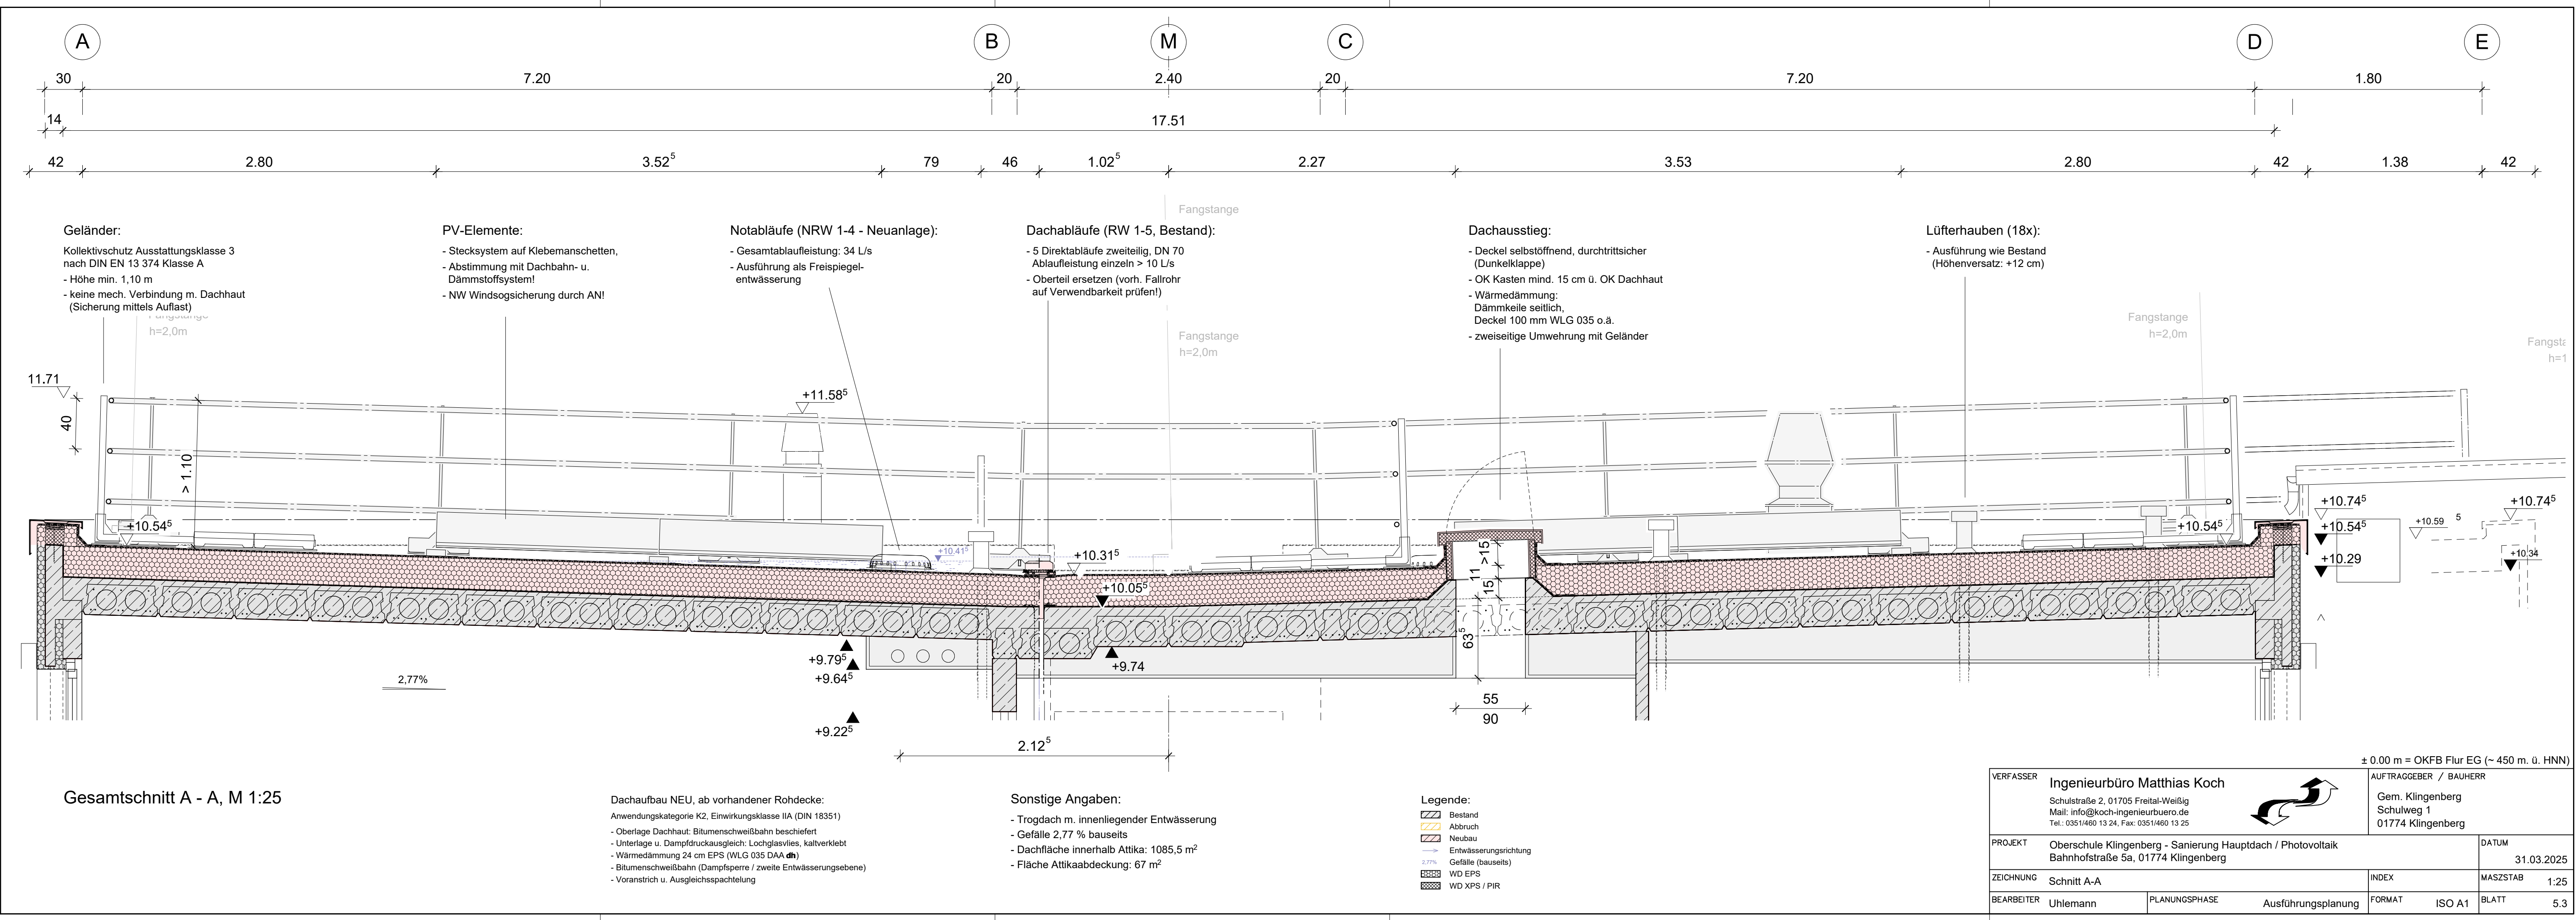 A B M C D E
30 7.20 20 2.40 20 7.20 1.80
14 17.51
42 2.80 3.52⁵ 79 46 1.02⁵ 2.27 3.53 2.80 42 1.38 42
Fangstange
Geländer:
Kollektivschutz Ausstattungsklasse 3
nach DIN EN 13 374 Klasse A
- Höhe min. 1,10 m
- keine mech. Verbindung m. Dachhaut
(Sicherung mittels Auflast)
Fangstange
h=2,0m
PV-Elemente:
- Stecksystem auf Klebemanschetten,
- Abstimmung mit Dachbahn- u.
Dämmstoffsystem!
- NW Windsogsicherung durch AN!
Notabläufe (NRW 1-4 - Neuanlage):
- Gesamtablaufleistung: 34 L/s
- Ausführung als Freispiegel-
entwässerung
Dachabläufe (RW 1-5, Bestand):
- 5 Direktabläufe zweiteilig, DN 70
Ablaufleistung einzeln > 10 L/s
- Oberteil ersetzen (vorh. Fallrohr
auf Verwendbarkeit prüfen!)
Fangstange
h=2,0m
Dachausstieg:
- Deckel selbstöffnend, durchtrittsicher
(Dunkelklappe)
- OK Kasten mind. 15 cm ü. OK Dachhaut
- Wärmedämmung:
Dämmkeile seitlich,
Deckel 100 mm WLG 035 o.ä.
- zweiseitige Umwehrung mit Geländer
Lüfterhauben (18x):
- Ausführung wie Bestand
(Höhenversatz: +12 cm)
Fangstange
h=2,0m
Fangsta
h=1
11.71
40
> 1.10
+11.58⁵
+10.54⁵
+10.41⁵
+10.31⁵
+10.05⁵
11 >15
15
63⁵
+10.54⁵
+10.74⁵
+10.54⁵
+10.29
+10.59 5
+10.74⁵
+10.34
+9.79⁵
+9.64⁵
+9.74
2,77%
+9.22⁵
55
90
2.12⁵
Gesamtschnitt A - A, M 1:25
Dachaufbau NEU, ab vorhandener Rohdecke:
Anwendungskategorie K2, Einwirkungsklasse IIA (DIN 18351)
- Oberlage Dachhaut: Bitumenschweißbahn beschiefert
- Unterlage u. Dampfdruckausgleich: Lochglasvlies, kaltverklebt
- Wärmedämmung 24 cm EPS (WLG 035 DAA dh)
- Bitumenschweißbahn (Dampfsperre / zweite Entwässerungsebene)
- Voranstrich u. Ausgleichsspachtelung
Sonstige Angaben:
- Trogdach m. innenliegender Entwässerung
- Gefälle 2,77 % bauseits
- Dachfläche innerhalb Attika: 1085,5 m²
- Fläche Attikaabdeckung: 67 m²
Legende:
Bestand
Abbruch
Neubau
Entwässerungsrichtung
2,77% Gefälle (bauseits)
WD EPS
WD XPS / PIR
± 0.00 m = OKFB Flur EG (~ 450 m. ü. HNN)
VERFASSER
Ingenieurbüro Matthias Koch
Schulstraße 2, 01705 Freital-Weißig
Mail: info@koch-ingenieurbuero.de
Tel.: 0351/460 13 24, Fax: 0351/460 13 25
AUFTRAGGEBER / BAUHERR
Gem. Klingenberg
Schulweg 1
01774 Klingenberg
PROJEKT
Oberschule Klingenberg - Sanierung Hauptdach / Photovoltaik
Bahnhofstraße 5a, 01774 Klingenberg
DATUM
31.03.2025
ZEICHNUNG Schnitt A-A
INDEX
MASZSTAB 1:25
BEARBEITER Uhlemann
PLANUNGSPHASE Ausführungsplanung
FORMAT ISO A1
BLATT 5.3